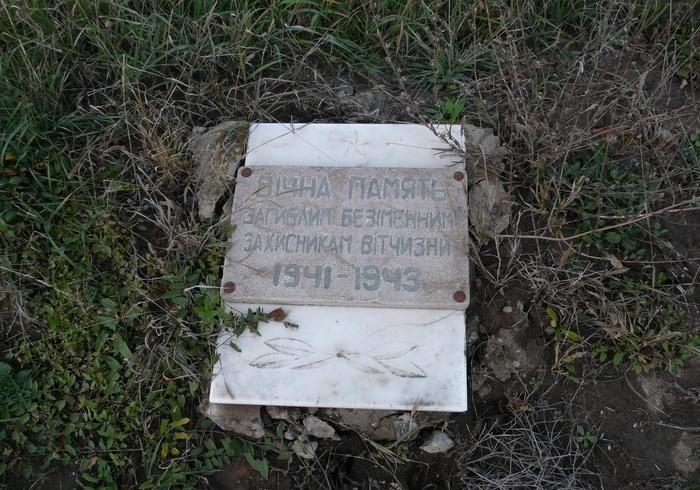 ВІЧНА ПАМЯТЬ
ЗАГИБЛИМ БЕЗІМЕННИМ
ЗАХИСНИКАМ ВІТЧИЗНИ
1941-1943